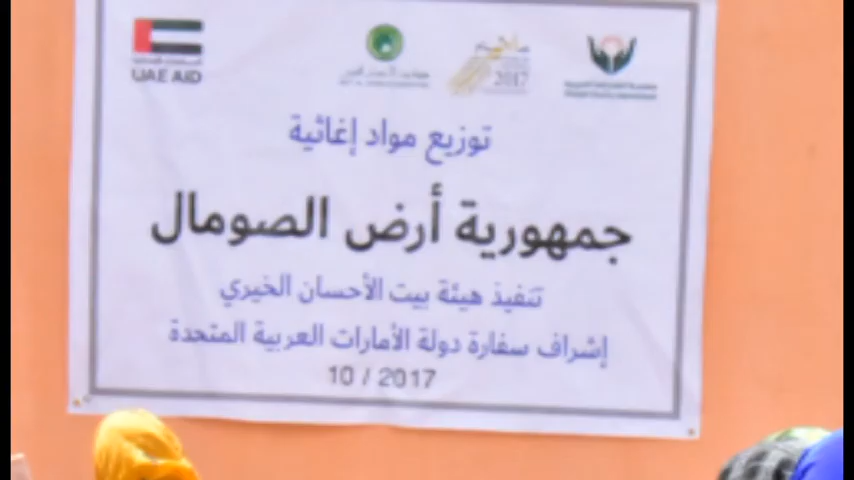 UAE AID
2017
توزيع مواد إغاثية
جمهورية أرض الصومال
تنفيذ هيئة بيت الأحسان الخيري
إشراف سفارة دولة الأمارات العربية المتحدة
10 / 2017